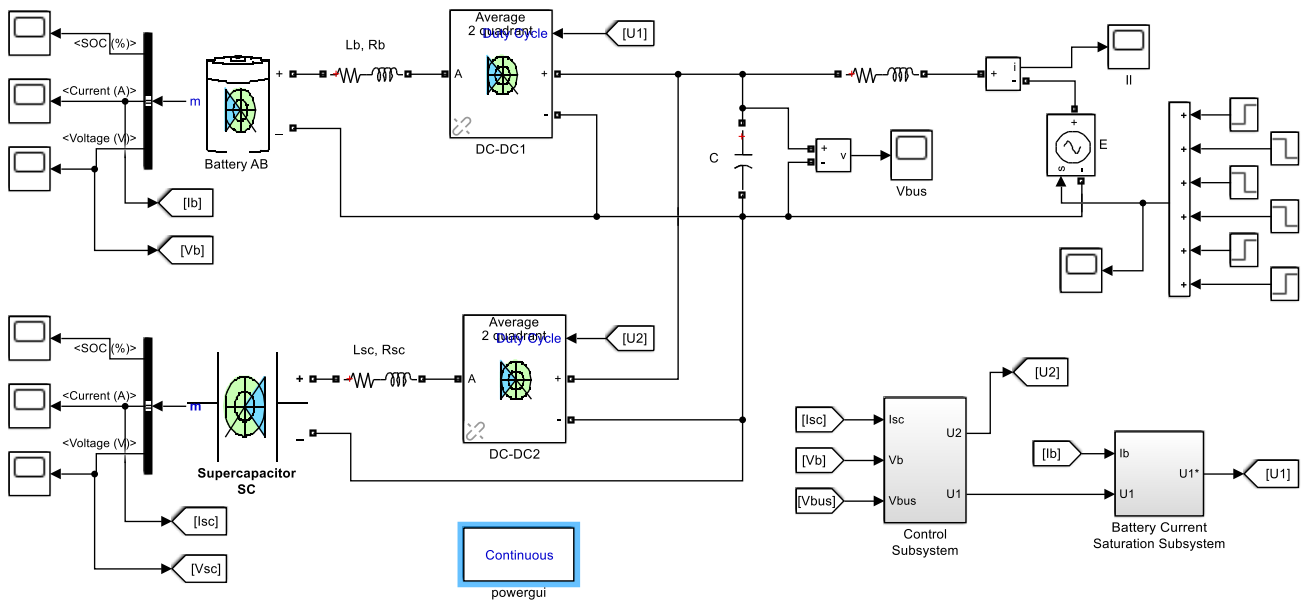 <SOC (%)>
<Current (A)>
<Voltage (V)>
m
+
_
Battery AB
[Ib]
[Vb]
Lb, Rb
Average
2 quadrant
Duty Cycle
A
+
-
DC-DC1
[U1]
+
C
+
-
v
Vbus
+
i
-
Il
+
E
s
-
+
+
+
+
+
+
<SOC (%)>
<Current (A)>
<Voltage (V)>
m
+
_
Supercapacitor
SC
[Isc]
[Vsc]
Lsc, Rsc
Average
2 quadrant
Duty Cycle
A
+
-
DC-DC2
[U2]
Continuous
powergui
[Isc]
[Vb]
[Vbus]
Isc
Vb
Vbus
U2
U1
Control
Subsystem
[U2]
[Ib]
Ib
U1
U1*
Battery Current
Saturation Subsystem
[U1]